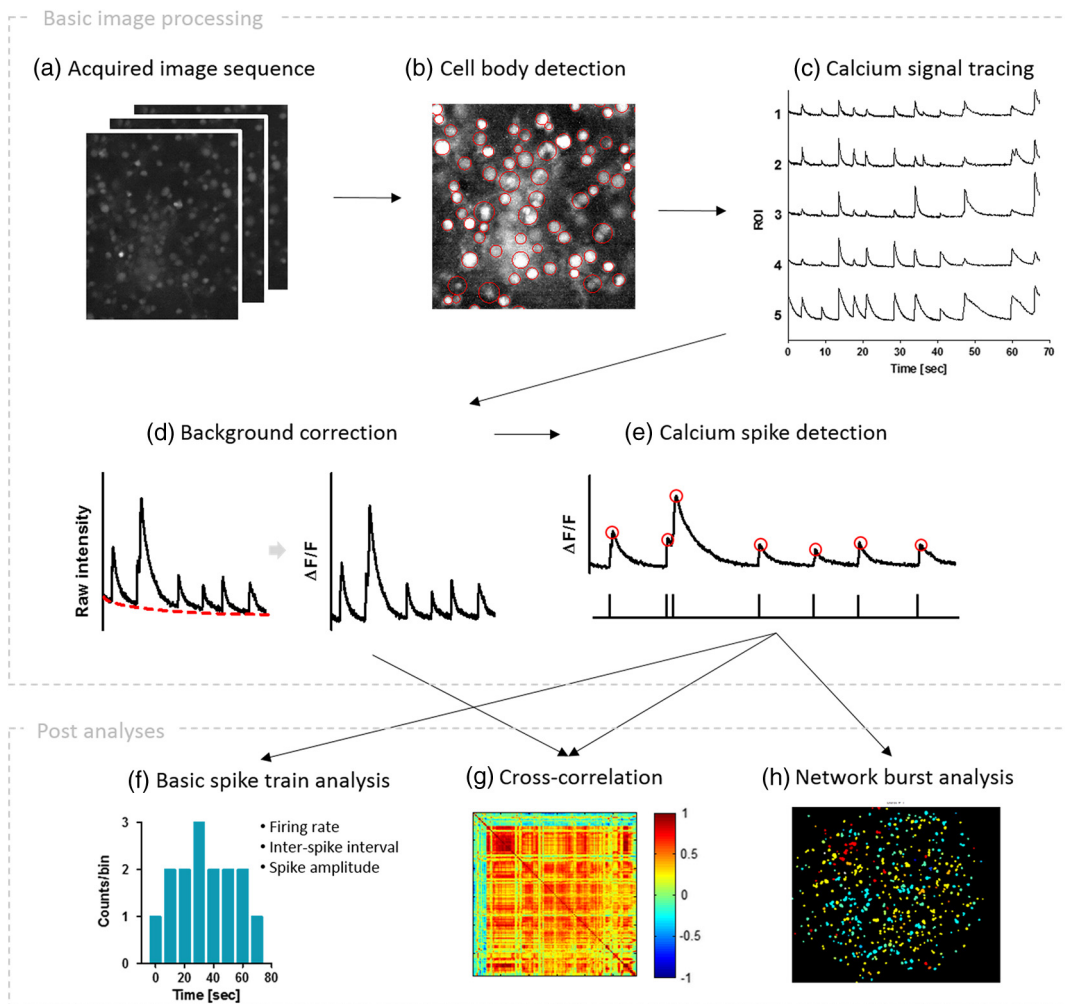 Basic image processing
(a) Acquired image sequence
(b) Cell body detection
(c) Calcium signal tracing
1
2
3
4
5
ROI
0 10 20 30 40 50 60 70
Time [sec]
(d) Background correction
(e) Calcium spike detection
Raw intensity
ΔF/F
ΔF/F
Post analyses
(f) Basic spike train analysis
(g) Cross-correlation
(h) Network burst analysis
3
2
1
0
Counts/bin
0 20 40 60 80
Time [sec]
• Firing rate
• Inter-spike interval
• Spike amplitude
1
0.5
0
-0.5
-1